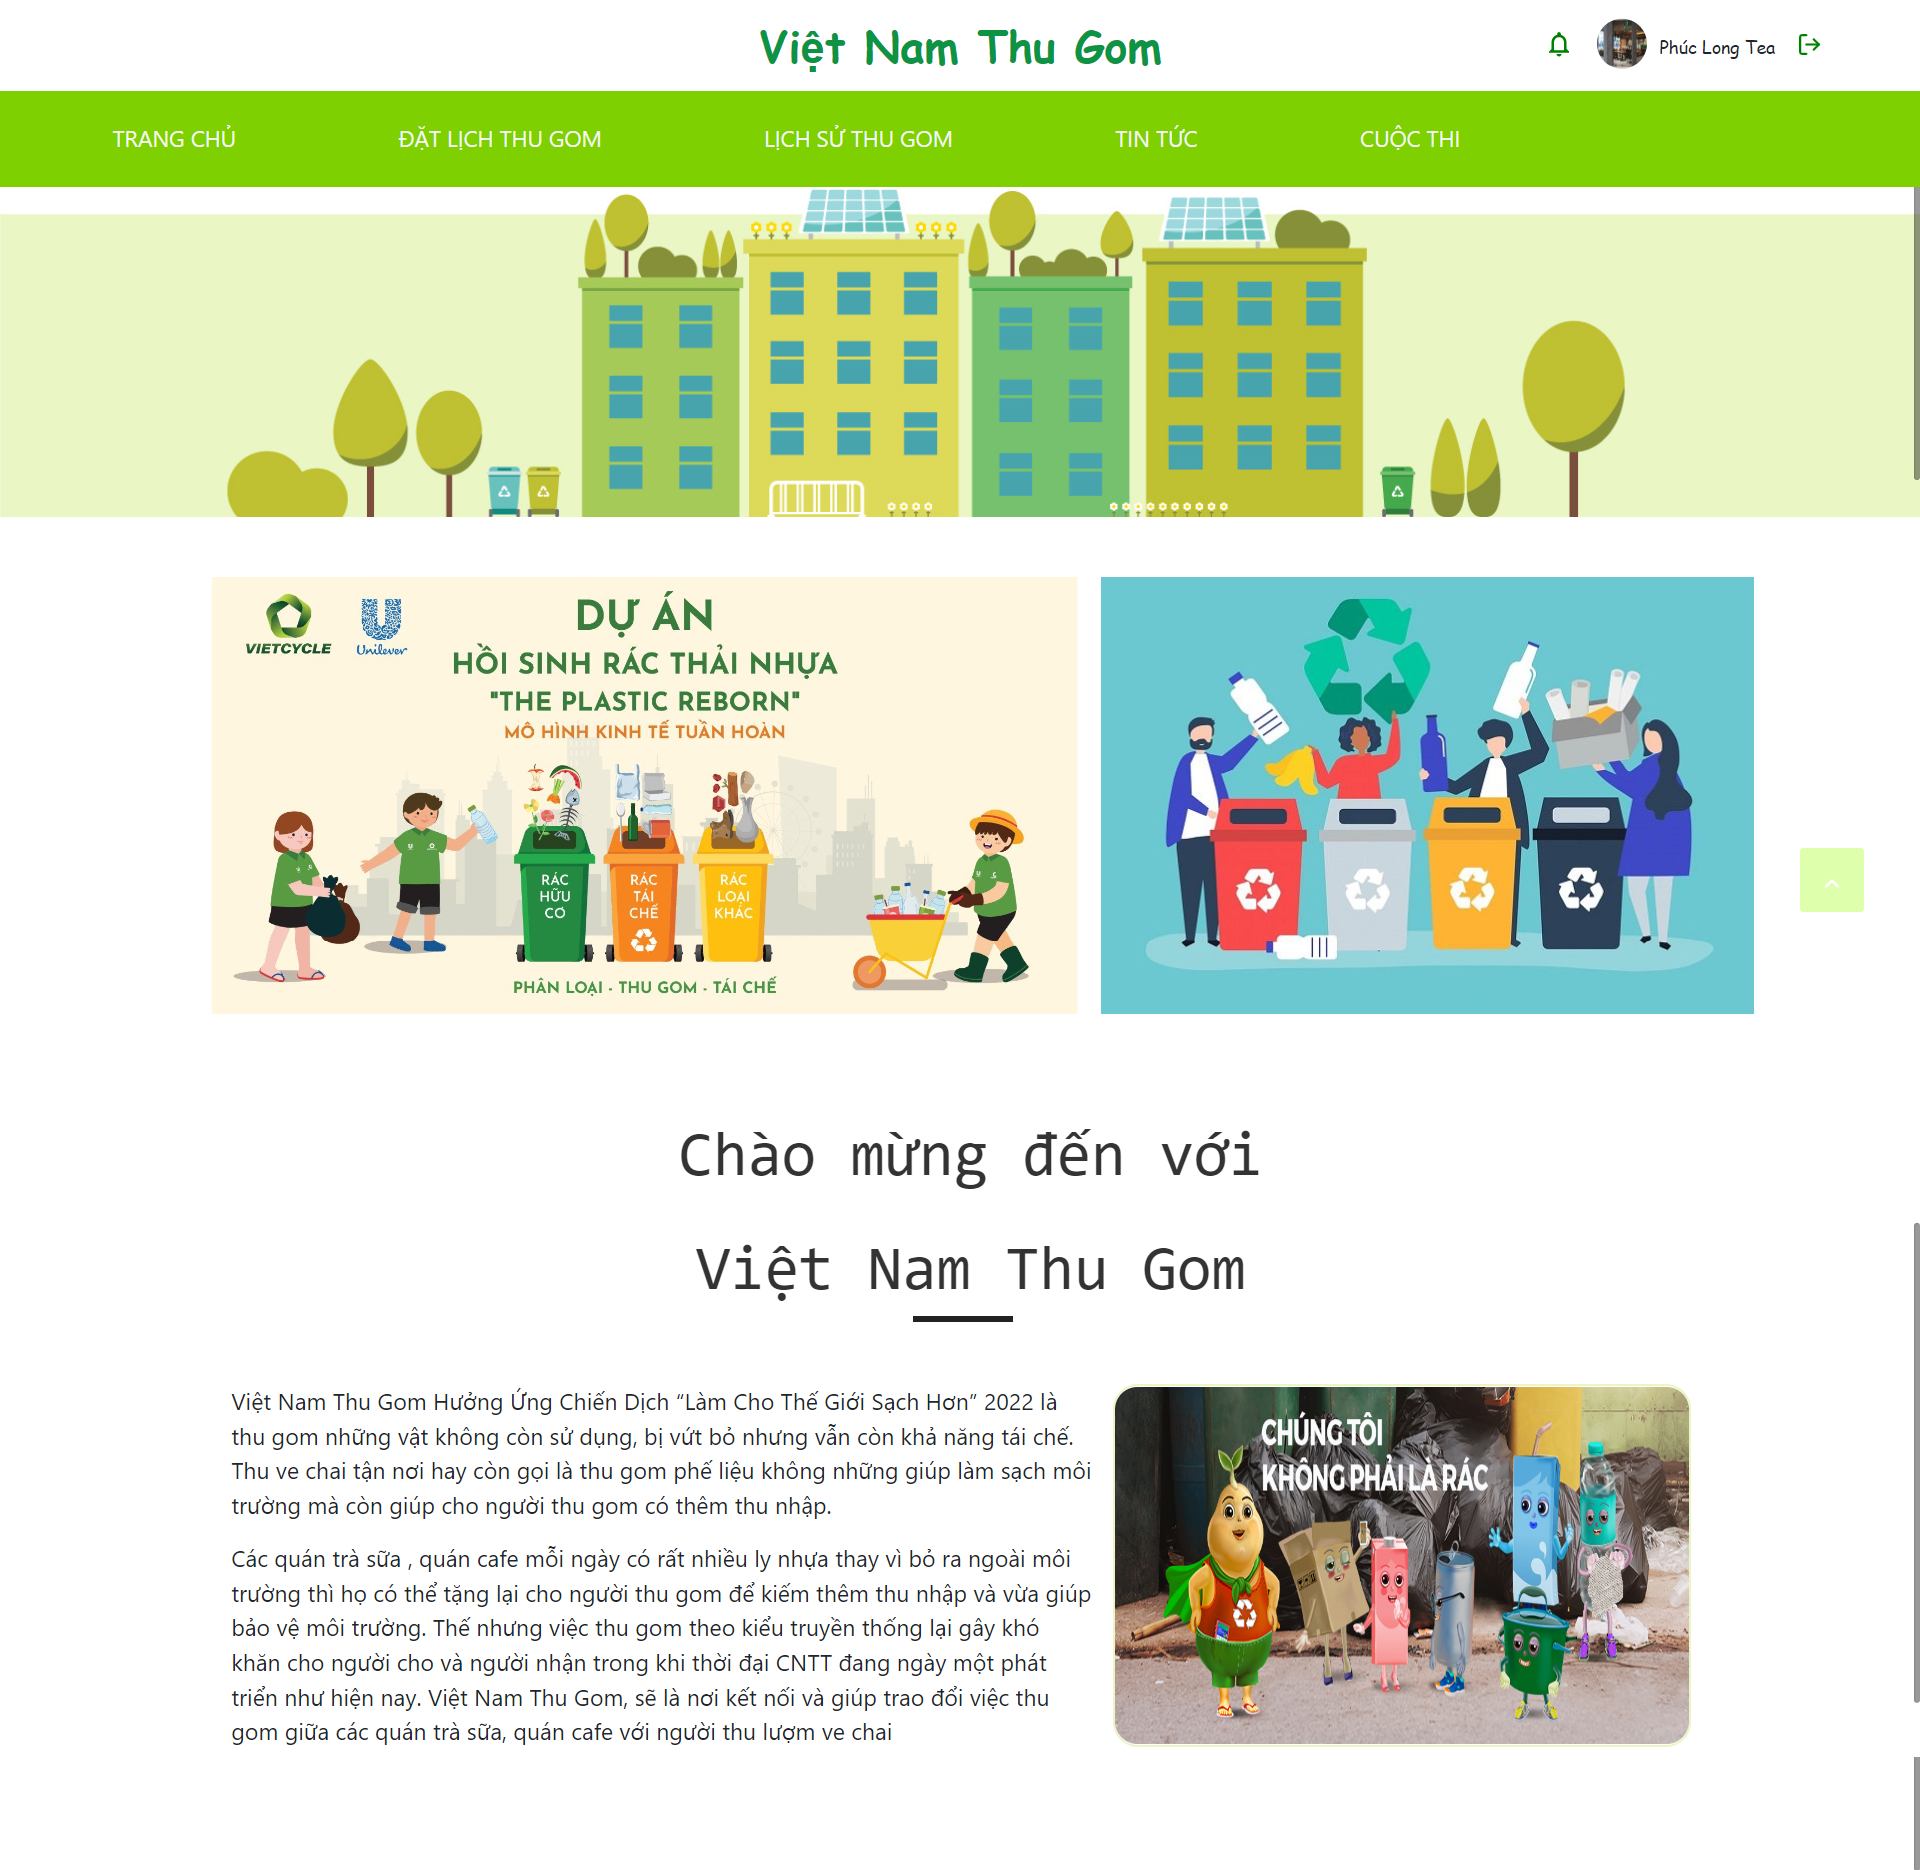 Việt Nam Thu Gom
Phúc Long Tea
TRANG CHỦ
ĐẶT LỊCH THU GOM
LỊCH SỬ THU GOM
TIN TỨC
CUỘC THI
VIETCYCLE
Unilever
DỰ ÁN
HỒI SINH RÁC THẢI NHỰA
"THE PLASTIC REBORN"
MÔ HÌNH KINH TẾ TUẦN HOÀN
RÁC
HỮU
CƠ
RÁC
TÁI
CHẾ
RÁC
LOẠI
KHÁC
PHÂN LOẠI - THU GOM - TÁI CHẾ
Chào mừng đến với
Việt Nam Thu Gom
Việt Nam Thu Gom Hưởng Ứng Chiến Dịch “Làm Cho Thế Giới Sạch Hơn” 2022 là
thu gom những vật không còn sử dụng, bị vứt bỏ nhưng vẫn còn khả năng tái chế.
Thu ve chai tận nơi hay còn gọi là thu gom phế liệu không những giúp làm sạch môi
trường mà còn giúp cho người thu gom có thêm thu nhập.
Các quán trà sữa , quán cafe mỗi ngày có rất nhiều ly nhựa thay vì bỏ ra ngoài môi
trường thì họ có thể tặng lại cho người thu gom để kiếm thêm thu nhập và vừa giúp
bảo vệ môi trường. Thế nhưng việc thu gom theo kiểu truyền thống lại gây khó
khăn cho người cho và người nhận trong khi thời đại CNTT đang ngày một phát
triển như hiện nay. Việt Nam Thu Gom, sẽ là nơi kết nối và giúp trao đổi việc thu
gom giữa các quán trà sữa, quán cafe với người thu lượm ve chai
CHÚNG TÔI
KHÔNG PHẢI LÀ RÁC